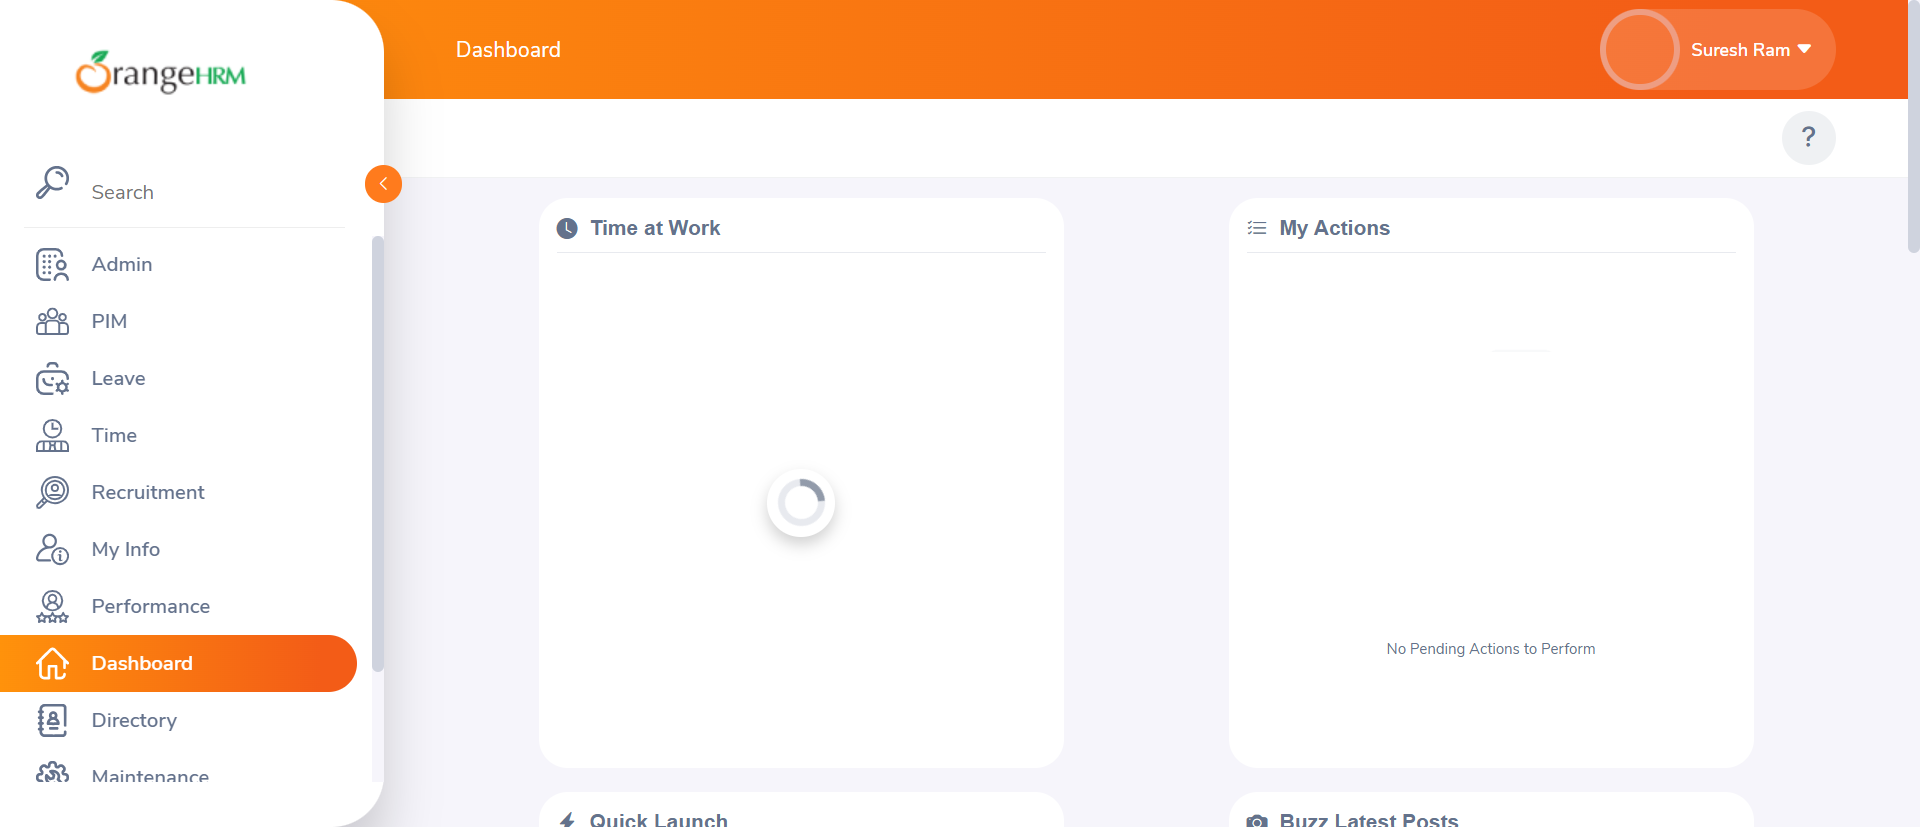 OrangeHRM
Dashboard
Suresh Ram
?
Search
Admin
PIM
Leave
Time
Recruitment
My Info
Performance
Dashboard
Directory
Maintenance
Time at Work
My Actions
No Pending Actions to Perform
Quick Launch
Buzz Latest Posts